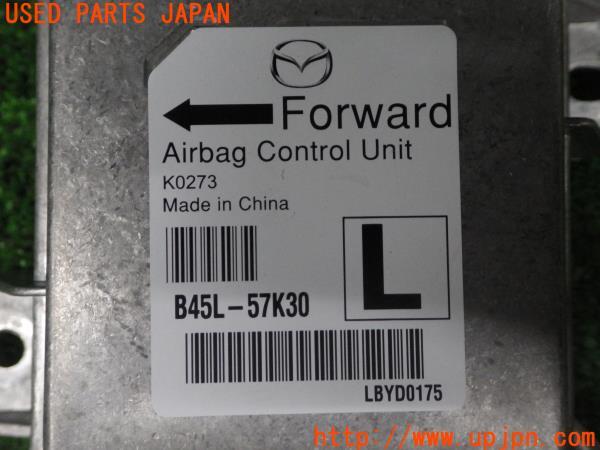 USED PARTS JAPAN
Forward
Airbag Control Unit
K0273
Made in China
L
B45L-57K30
LBYD0175
http://www.upjpn.com